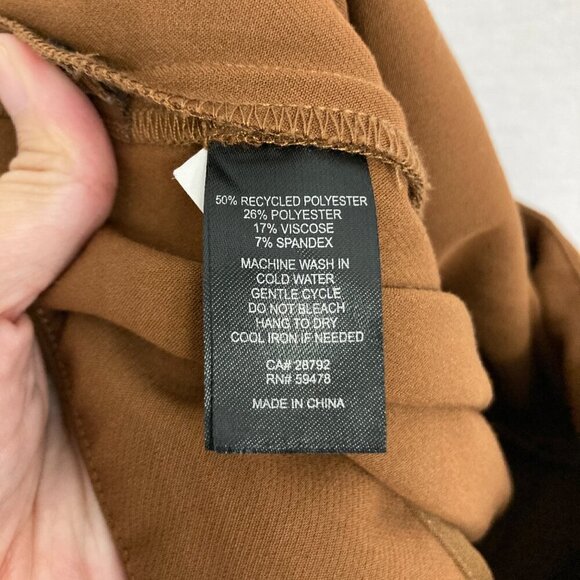 50% RECYCLED POLYESTER
26% POLYESTER
17% VISCOSE
7% SPANDEX
MACHINE WASH IN
COLD WATER
GENTLE CYCLE
DO NOT BLEACH
HANG TO DRY
COOL IRON IF NEEDED
CA# 28792
RN# 59478
MADE IN CHINA